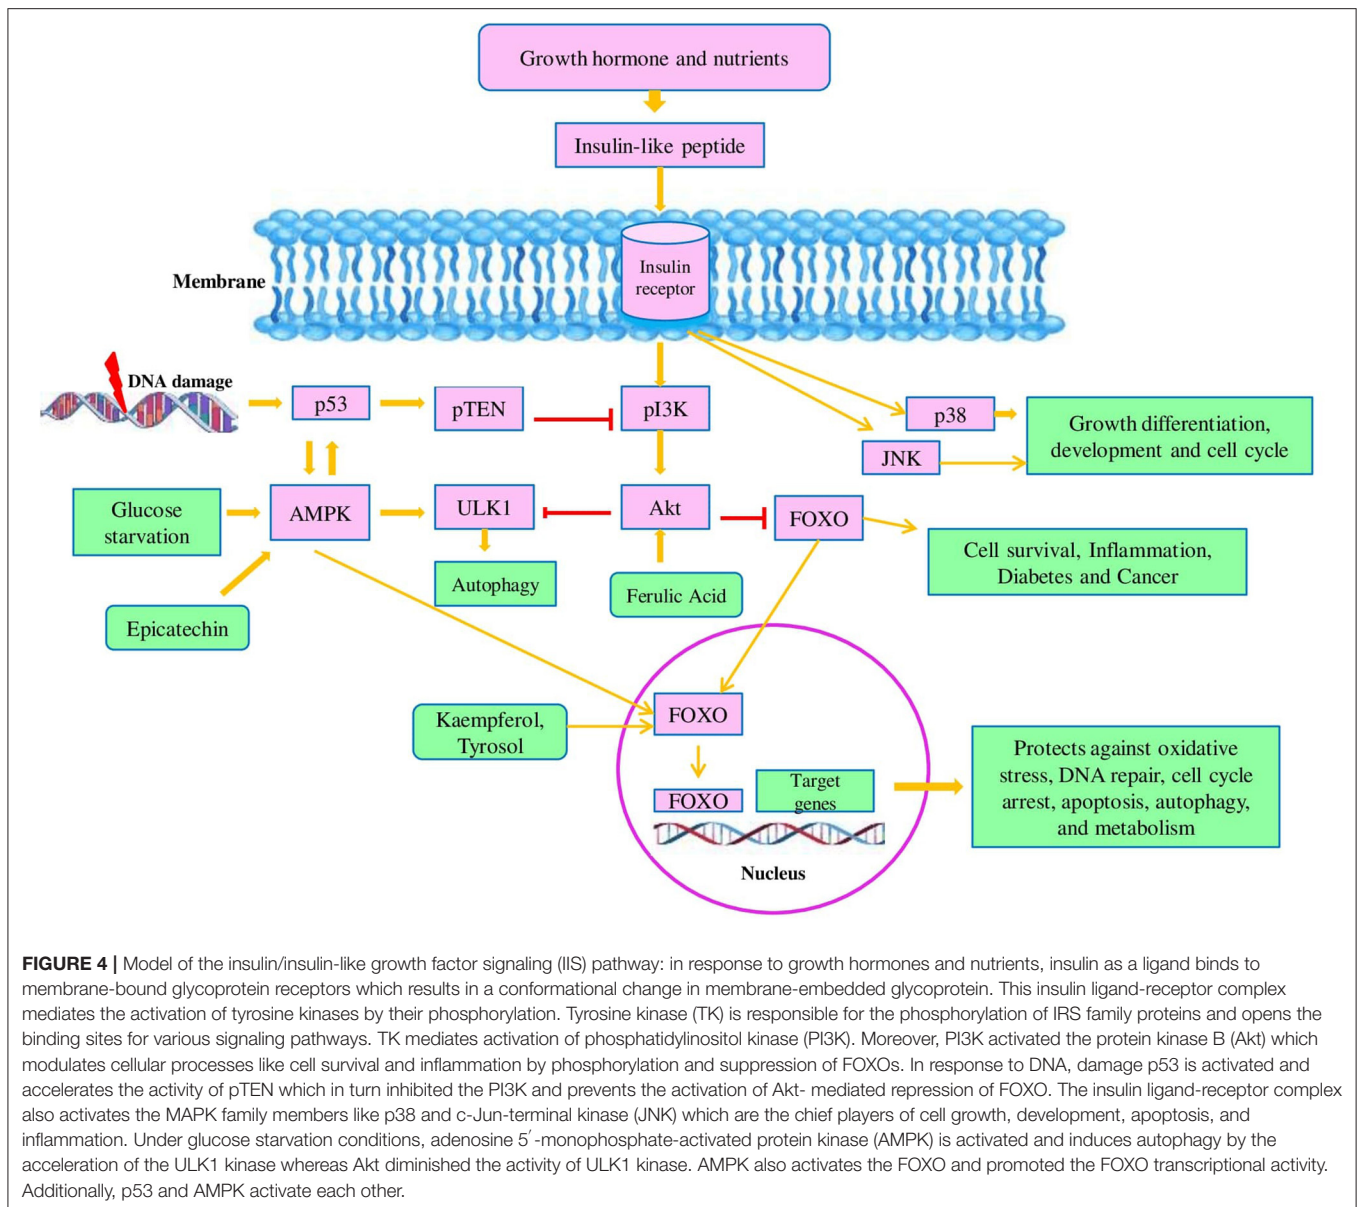 Growth hormone and nutrients
Insulin-like peptide
Membrane
Insulin
receptor
DNA damage
p53
pTEN
pI3K
p38
JNK
Growth differentiation,
development and cell cycle
Glucose
starvation
AMPK
ULK1
Akt
FOXO
Cell survival, Inflammation,
Diabetes and Cancer
Autophagy
Ferulic Acid
Epicatechin
Kaempferol,
Tyrosol
FOXO
FOXO
Target
genes
Nucleus
Protects against oxidative
stress, DNA repair, cell cycle
arrest, apoptosis, autophagy,
and metabolism
FIGURE 4 | Model of the insulin/insulin-like growth factor signaling (IIS) pathway: in response to growth hormones and nutrients, insulin as a ligand binds to
membrane-bound glycoprotein receptors which results in a conformational change in membrane-embedded glycoprotein. This insulin ligand-receptor complex
mediates the activation of tyrosine kinases by their phosphorylation. Tyrosine kinase (TK) is responsible for the phosphorylation of IRS family proteins and opens the
binding sites for various signaling pathways. TK mediates activation of phosphatidylinositol kinase (PI3K). Moreover, PI3K activated the protein kinase B (Akt) which
modulates cellular processes like cell survival and inflammation by phosphorylation and suppression of FOXOs. In response to DNA, damage p53 is activated and
accelerates the activity of pTEN which in turn inhibited the PI3K and prevents the activation of Akt- mediated repression of FOXO. The insulin ligand-receptor complex
also activates the MAPK family members like p38 and c-Jun-terminal kinase (JNK) which are the chief players of cell growth, development, apoptosis, and
inflammation. Under glucose starvation conditions, adenosine 5′-monophosphate-activated protein kinase (AMPK) is activated and induces autophagy by the
acceleration of the ULK1 kinase whereas Akt diminished the activity of ULK1 kinase. AMPK also activates the FOXO and promoted the FOXO transcriptional activity.
Additionally, p53 and AMPK activate each other.